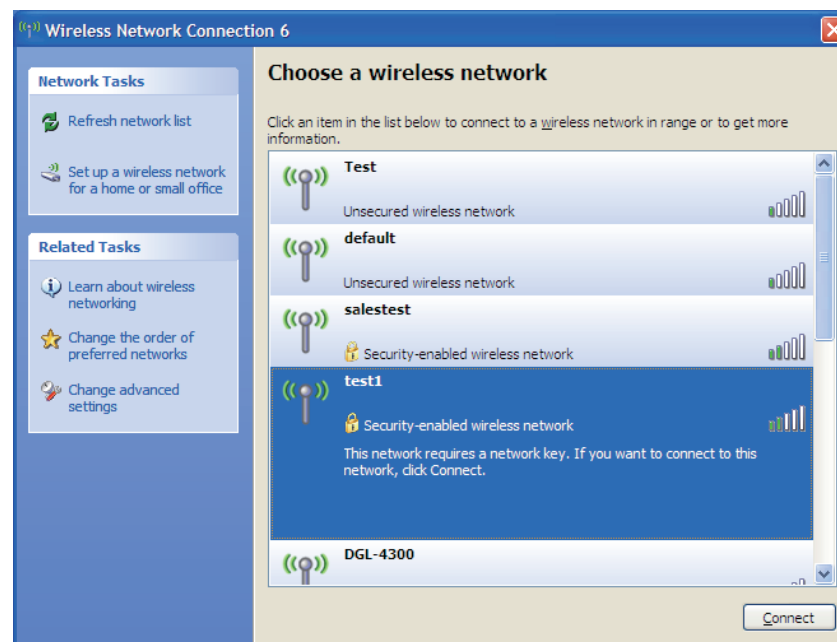 Wireless Network Connection 6
Network Tasks
Refresh network list
Set up a wireless network
for a home or small office
Related Tasks
Learn about wireless
networking
Change the order of
preferred networks
Change advanced
settings
Choose a wireless network
Click an item in the list below to connect to a wireless network in range or to get more
information.
Test
Unsecured wireless network
default
Unsecured wireless network
salestest
Security-enabled wireless network
test1
Security-enabled wireless network
This network requires a network key. If you want to connect to this
network, click Connect.
DGL-4300
Connect